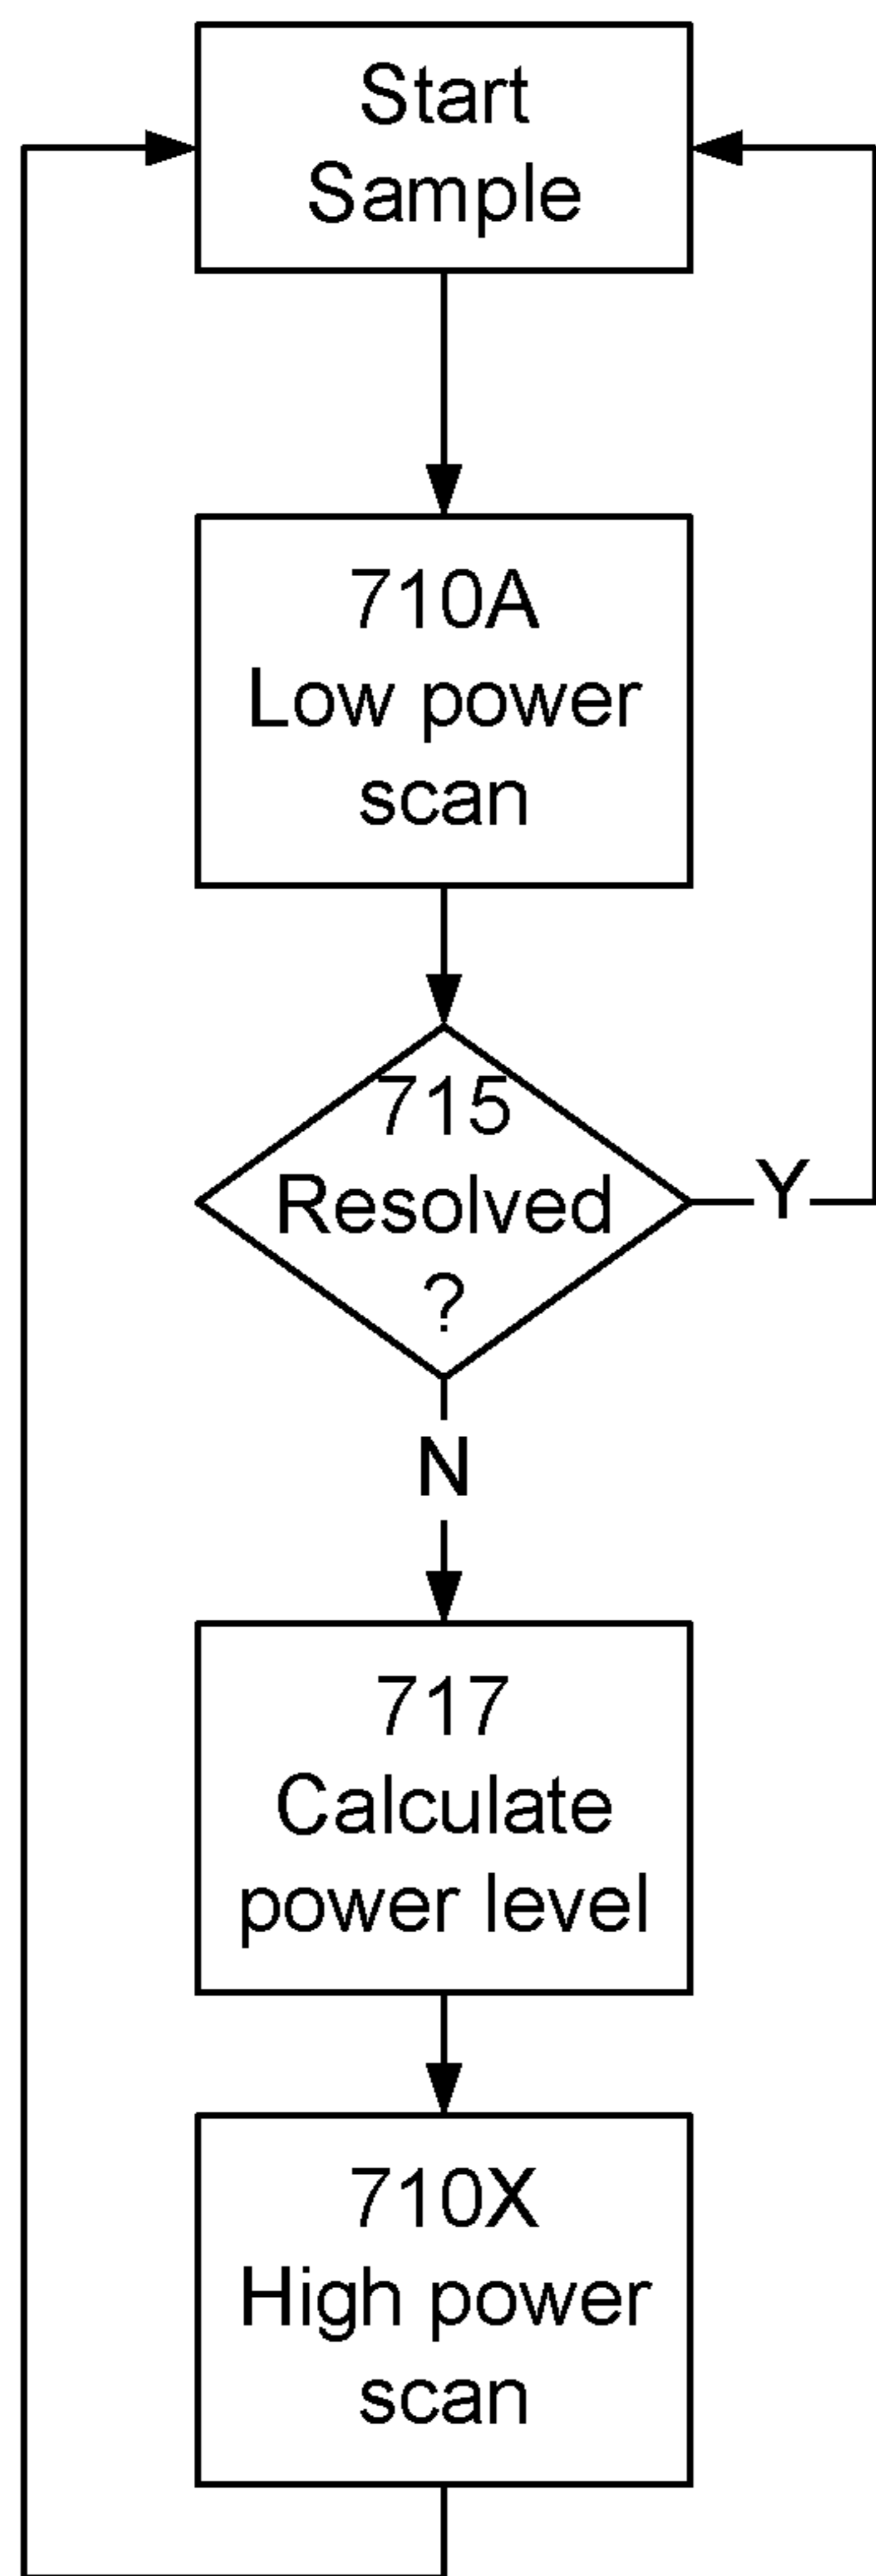 Start
Sample
710A
Low power
scan
715
Resolved
?
Y
N
717
Calculate
power level
710X
High power
scan